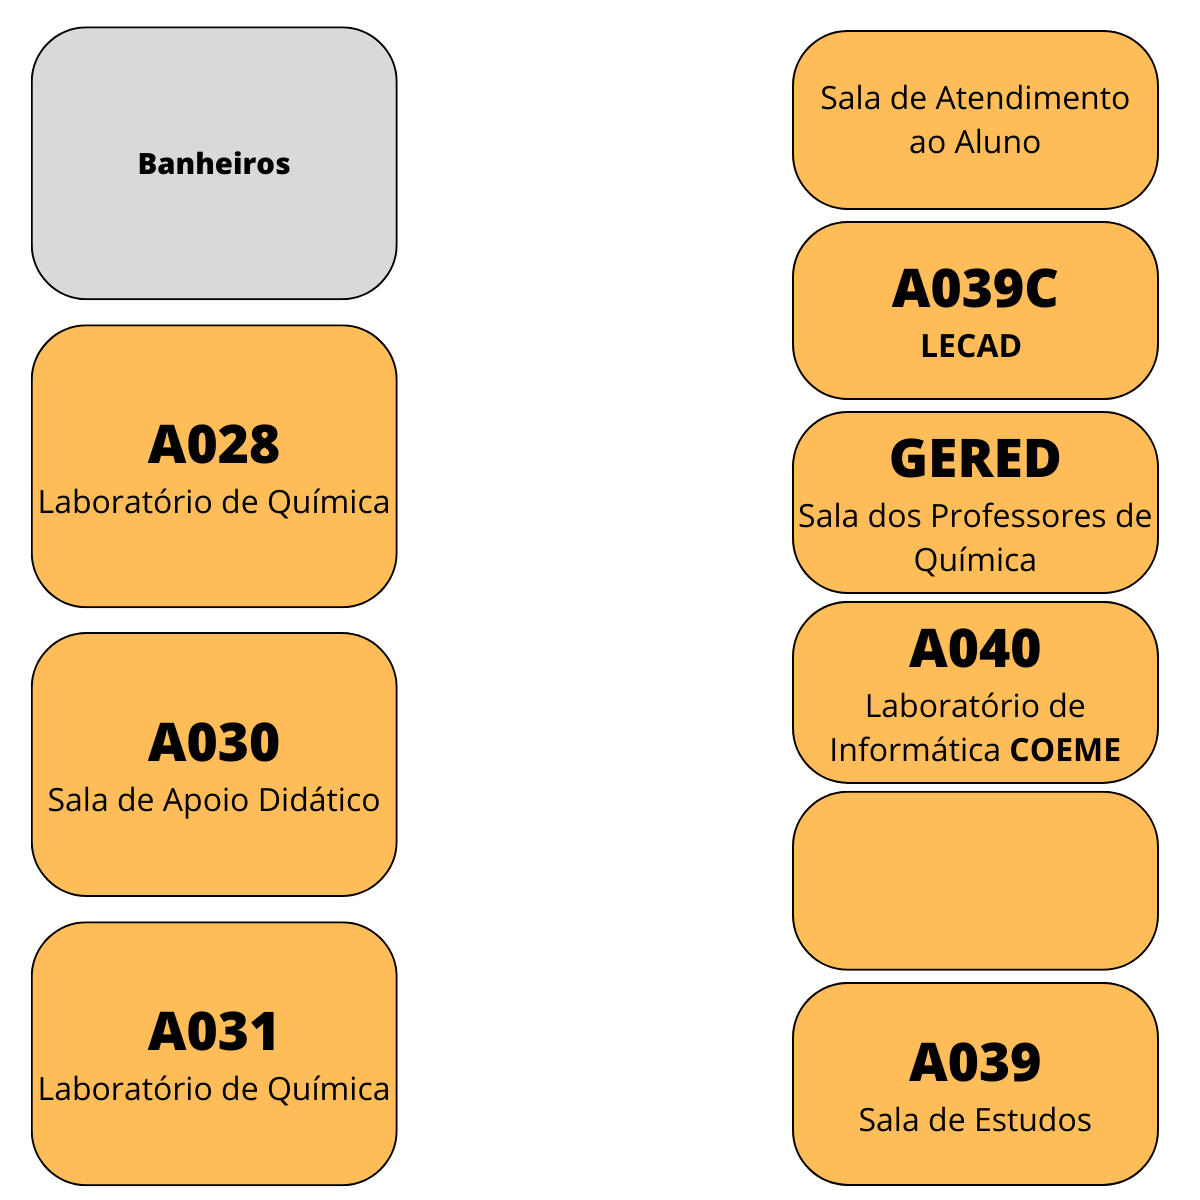 Banheiros
A028
Laboratório de Química
A030
Sala de Apoio Didático
A031
Laboratório de Química
Sala de Atendimento
ao Aluno
A039C
LECAD
GERED
Sala dos Professores de
Química
A040
Laboratório de
Informática COEME
A039
Sala de Estudos